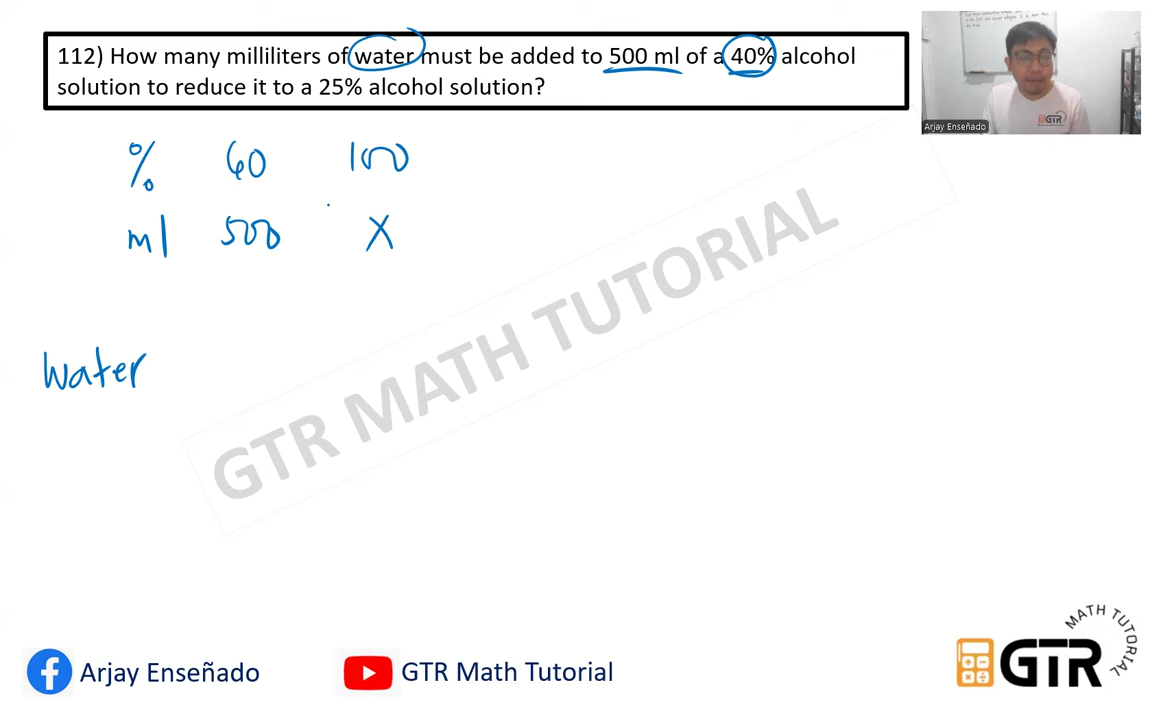 112) How many milliliters of water must be added to 500 ml of a 40% alcohol
solution to reduce it to a 25% alcohol solution?
Arjay Enseñado
% 60 100
ml 500 X
water
GTR MATH TUTORIAL
Arjay Enseñado
GTR Math Tutorial
GTR
MATH TUTORIAL